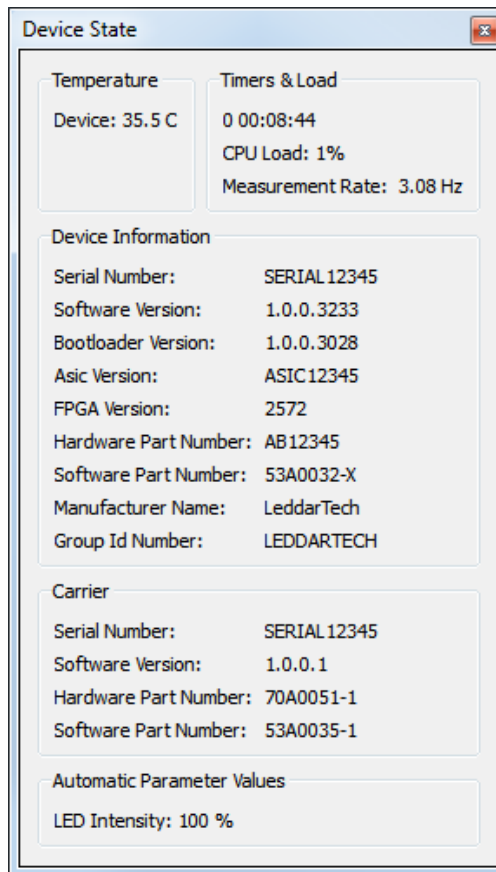 Device State
Temperature
Device: 35.5 C
Timers & Load
0 00:08:44
CPU Load: 1%
Measurement Rate: 3.08 Hz
Device Information
Serial Number: SERIAL12345
Software Version: 1.0.0.3233
Bootloader Version: 1.0.0.3028
Asic Version: ASIC12345
FPGA Version: 2572
Hardware Part Number: AB12345
Software Part Number: 53A0032-X
Manufacturer Name: LeddarTech
Group Id Number: LEDDARTECH
Carrier
Serial Number: SERIAL12345
Software Version: 1.0.0.1
Hardware Part Number: 70A0051-1
Software Part Number: 53A0035-1
Automatic Parameter Values
LED Intensity: 100 %